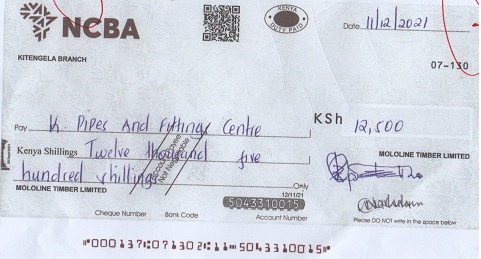 NCBA
KENYA
DUTY PAID
Date 11/12/2021
KITENGELA BRANCH
07-130
Pay K. Pipes And Fittings Centre
KSh 12,500
Kenya Shillings Twelve thousand five
hundred shillings Only
Account Payee
Not Negotiable
MOLOLINE TIMBER LIMITED
MOLOLINE TIMBER LIMITED
12/11/21
5043310015
Cheque Number Bank Code Account Number
Please DO NOT write in the space below
"000137⑆07130211⑈5043310015⑈